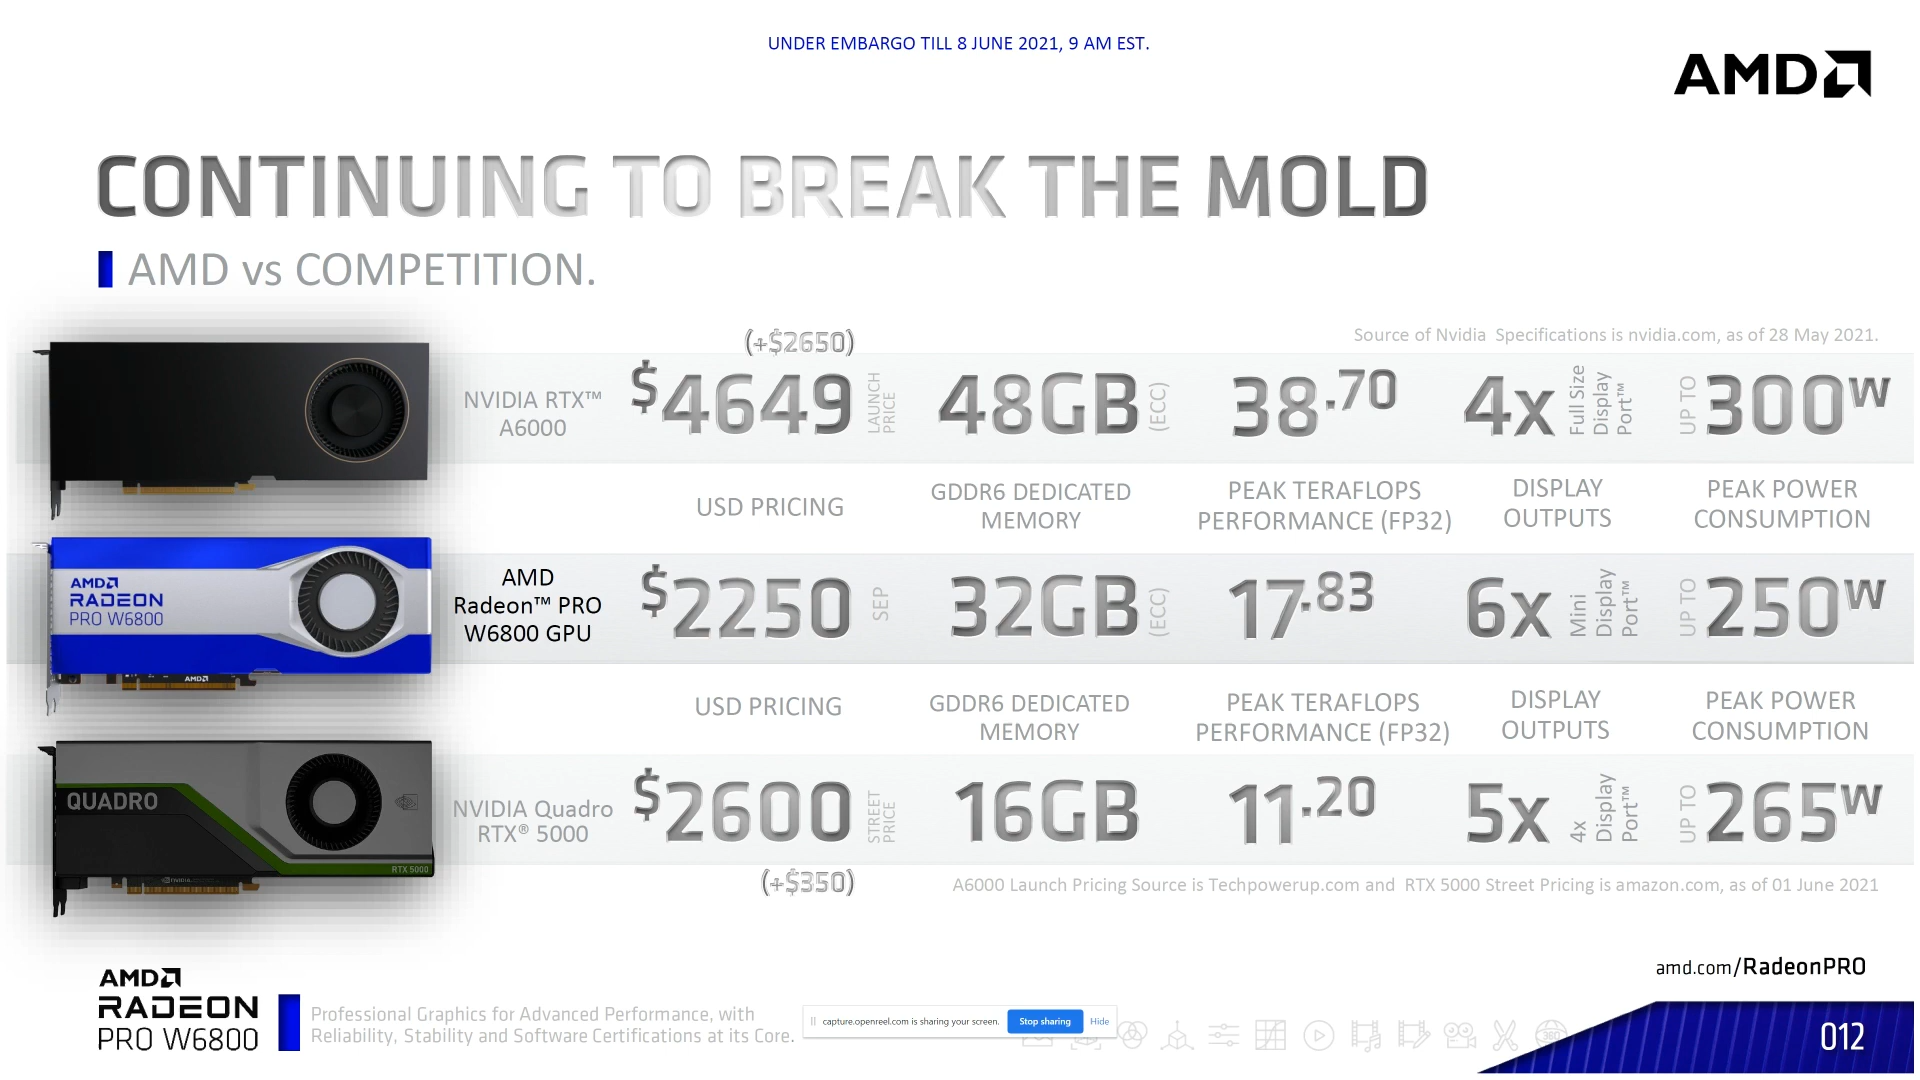 UNDER EMBARGO TILL 8 JUNE 2021, 9 AM EST.
AMD
CONTINUING TO BREAK THE MOLD
AMD vs COMPETITION.
Source of Nvidia Specifications is nvidia.com, as of 28 May 2021.
(+$2650)
NVIDIA RTX™
A6000
$4649
LAUNCH
PRICE
48GB
(ECC)
38.70
4x
Full Size
Display
Port™
UP TO
300W
USD PRICING
GDDR6 DEDICATED
MEMORY
PEAK TERAFLOPS
PERFORMANCE (FP32)
DISPLAY
OUTPUTS
PEAK POWER
CONSUMPTION
AMD
RADEON
PRO W6800
AMD
AMD
Radeon™ PRO
W6800 GPU
$2250
SEP
32GB
(ECC)
17.83
6x
Mini
Display
Port™
UP TO
250W
USD PRICING
GDDR6 DEDICATED
MEMORY
PEAK TERAFLOPS
PERFORMANCE (FP32)
DISPLAY
OUTPUTS
PEAK POWER
CONSUMPTION
QUADRO
RTX 5000
NVIDIA
NVIDIA Quadro
RTX® 5000
$2600
STREET
PRICE
16GB
11.20
5x
4x
Display
Port™
UP TO
265W
(+$350)
A6000 Launch Pricing Source is Techpowerup.com and RTX 5000 Street Pricing is amazon.com, as of 01 June 2021
amd.com/RadeonPRO
AMD
RADEON
PRO W6800
Professional Graphics for Advanced Performance, with
Reliability, Stability and Software Certifications at its Core.
capture.openreel.com is sharing your screen.
Stop sharing
Hide
360
012